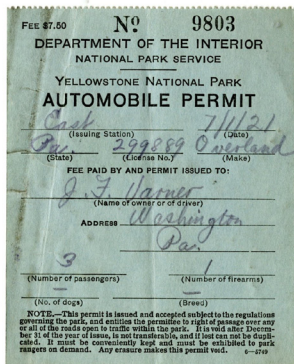 FEE $7.50 No 9803
DEPARTMENT OF THE INTERIOR
NATIONAL PARK SERVICE
YELLOWSTONE NATIONAL PARK
AUTOMOBILE PERMIT
East 7/1/21
(Issuing Station) (Date)
Pa. 299889 Overland
(State) (License No.) (Make)
FEE PAID BY AND PERMIT ISSUED TO:
J. F. Varner
(Name of owner or of driver)
ADDRESS Washington
Pa.
3 1
(Number of passengers) (Number of firearms)
— —
(No. of dogs) (Breed)
NOTE.—This permit is issued and accepted subject to the regulations
governing the park, and entitles the permittee to right of passage over any
or all of the roads open to traffic within the park. It is void after Decem-
ber 31 of the year of issue, is not transferable, and if lost can not be dupli-
cated. It must be conveniently kept and must be exhibited to park
rangers on demand. Any erasure makes this permit void. 6—5749